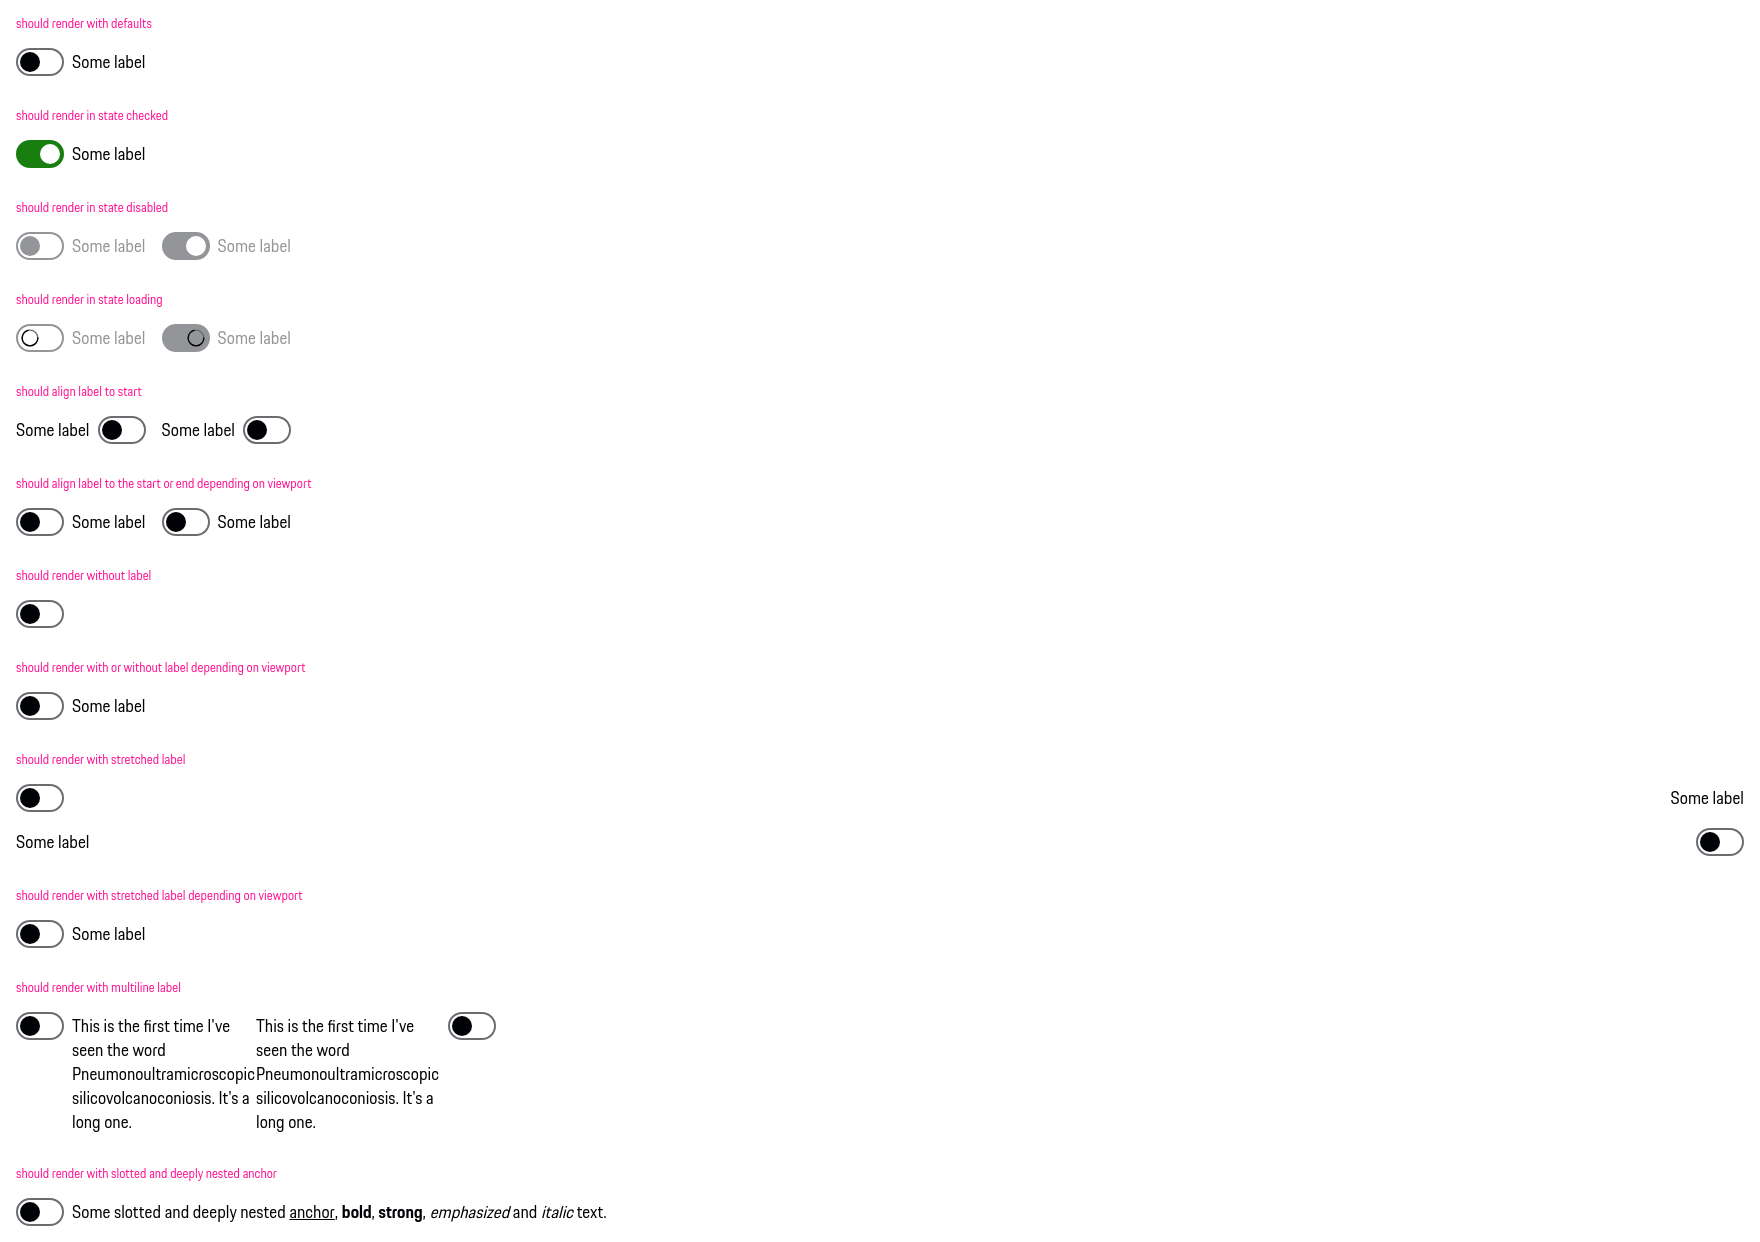 should render with defaults
Some label
should render in state checked
Some label
should render in state disabled
Some label Some label
should render in state loading
Some label Some label
should align label to start
Some label Some label
should align label to the start or end depending on viewport
Some label Some label
should render without label
should render with or without label depending on viewport
Some label
should render with stretched label
Some label
Some label
should render with stretched label depending on viewport
Some label
should render with multiline label
This is the first time I've
seen the word
Pneumonoultramicroscopic
silicovolcanoconiosis. It's a
long one.
This is the first time I've
seen the word
Pneumonoultramicroscopic
silicovolcanoconiosis. It's a
long one.
should render with slotted and deeply nested anchor
Some slotted and deeply nested anchor, bold, strong, emphasized and italic text.